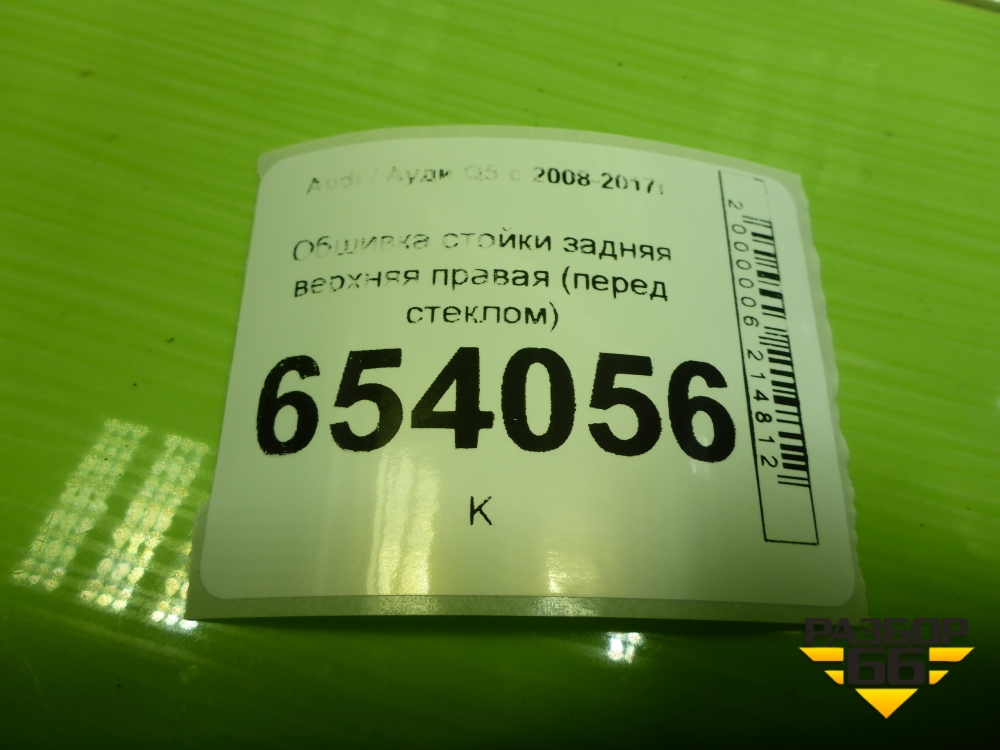 Audi / Ауди Q5 с 2008-2017г
Обшивка стойки задняя
верхняя правая (перед
стеклом)
654056
К
2000006214812
РАЗБОР
66